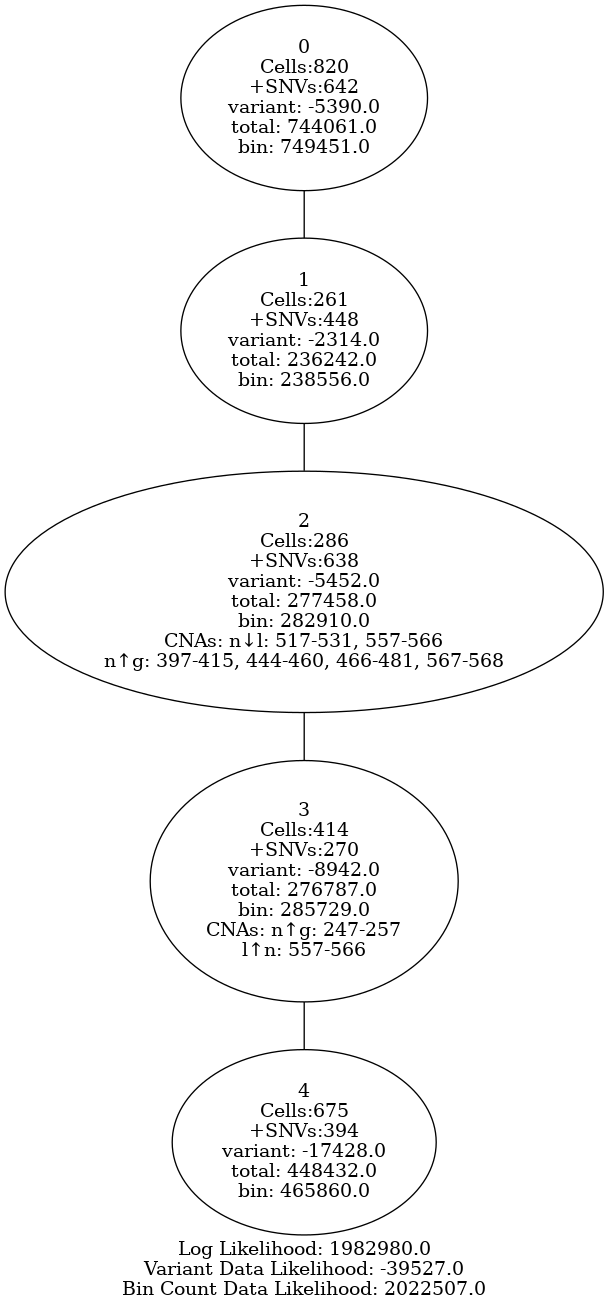 0
Cells:820
+SNVs:642
variant: -5390.0
total: 744061.0
bin: 749451.0
1
Cells:261
+SNVs:448
variant: -2314.0
total: 236242.0
bin: 238556.0
2
Cells:286
+SNVs:638
variant: -5452.0
total: 277458.0
bin: 282910.0
CNAs: n↓l: 517-531, 557-566
n↑g: 397-415, 444-460, 466-481, 567-568
3
Cells:414
+SNVs:270
variant: -8942.0
total: 276787.0
bin: 285729.0
CNAs: n↑g: 247-257
l↑n: 557-566
4
Cells:675
+SNVs:394
variant: -17428.0
total: 448432.0
bin: 465860.0
Log Likelihood: 1982980.0
Variant Data Likelihood: -39527.0
Bin Count Data Likelihood: 2022507.0